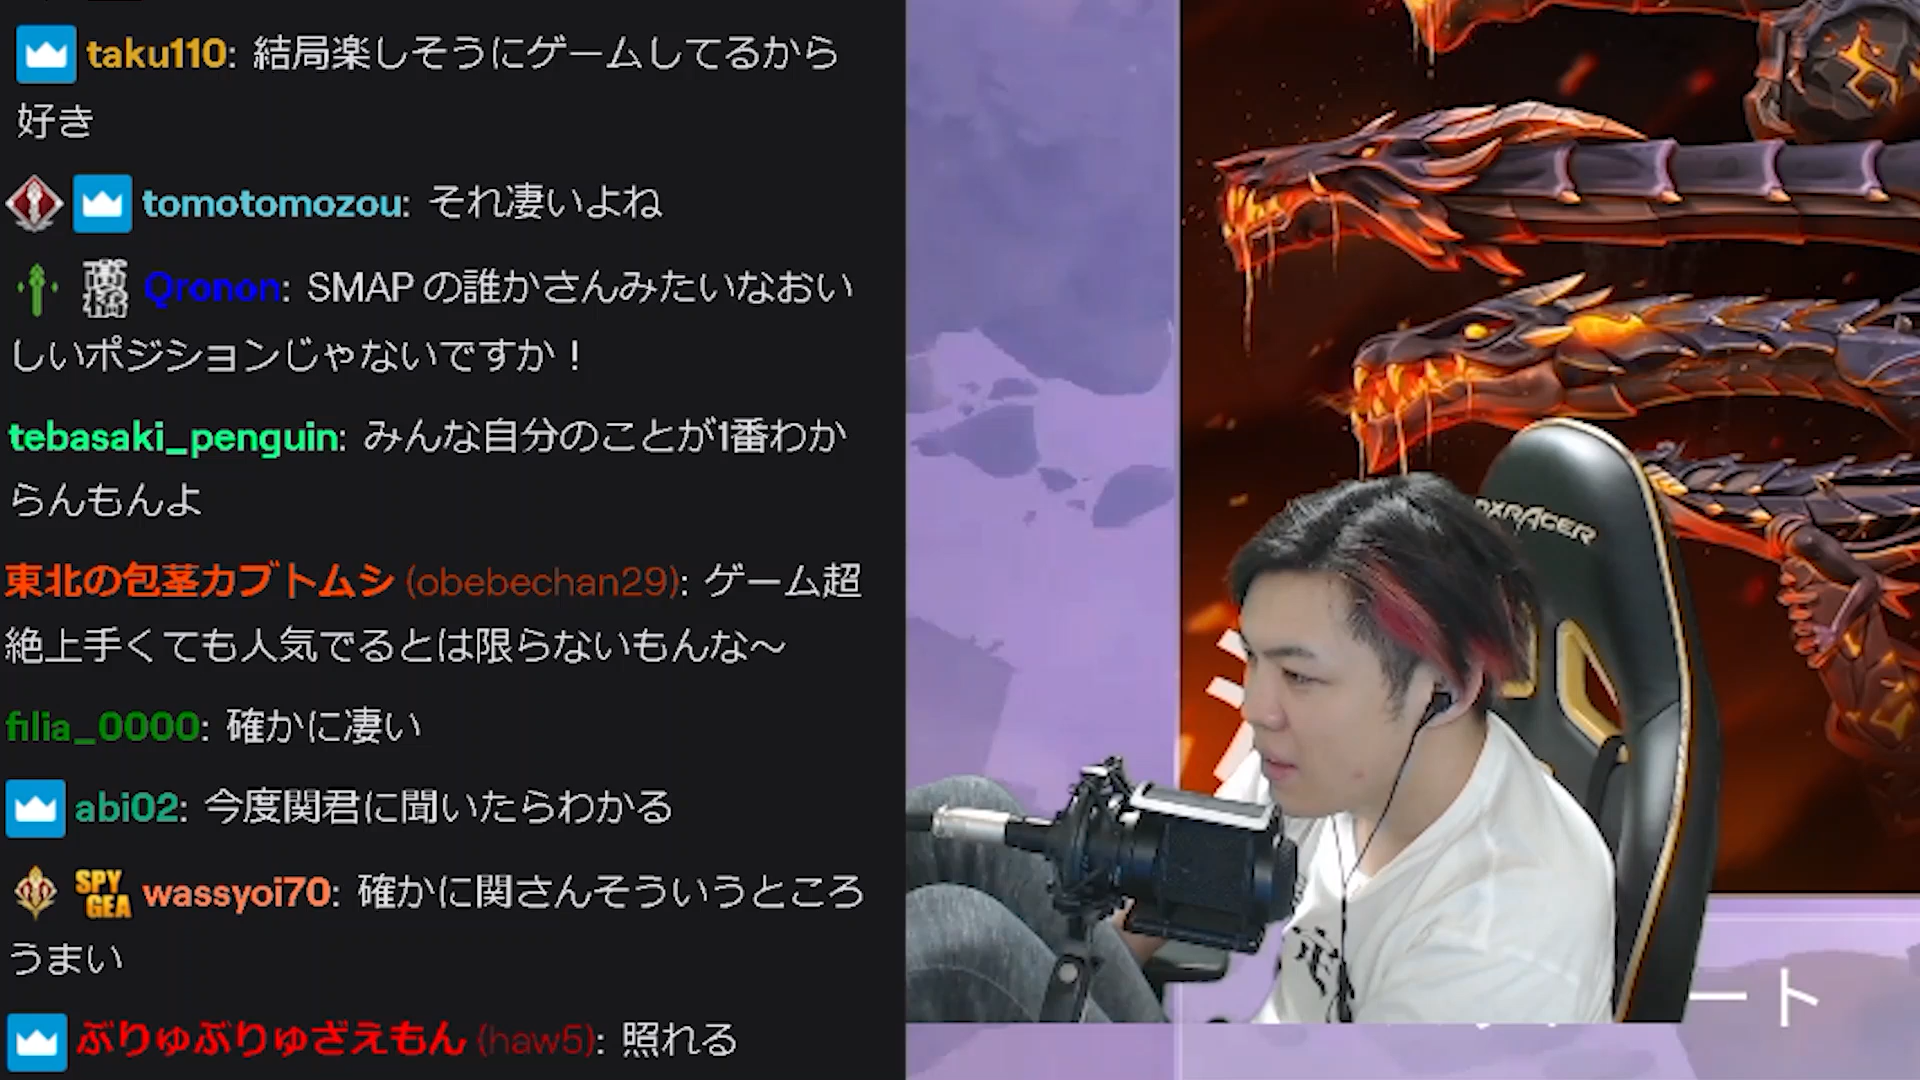 taku110: 結局楽しそうにゲームしてるから
好き
tomotomozou: それ凄いよね
高橋 Qronon: SMAPの誰かさんみたいなおい
しいポジションじゃないですか！
tebasaki_penguin: みんな自分のことが1番わか
らんもんよ
東北の包茎カブトムシ (obebechan29): ゲーム超
絶上手くても人気でるとは限らないもんな～
filia_0000: 確かに凄い
abi02: 今度関君に聞いたらわかる
SPY GEA wassyoi70: 確かに関さんそういうところ
うまい
ぶりゅぶりゅざえもん (haw5): 照れる
DXRACER
定
ート